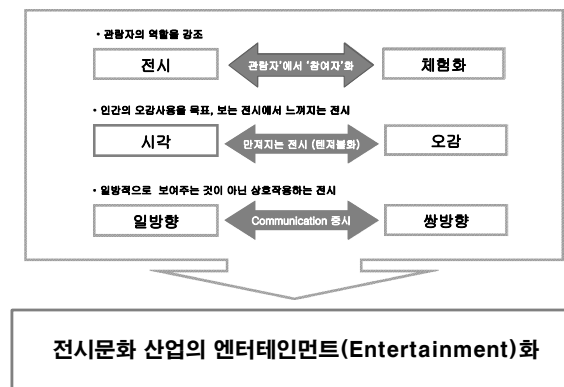 • 관람자의 역할을 강조
전시
관람자'에서 '참여자'화
체험화
• 인간의 오감사용을 목표, 보는 전시에서 느껴지는 전시
시각
만져지는 전시 (텐저블화)
오감
• 일방적으로 보여주는 것이 아닌 상호작용하는 전시
일방향
Communication 중시
쌍방향
전시문화 산업의 엔터테인먼트(Entertainment)화